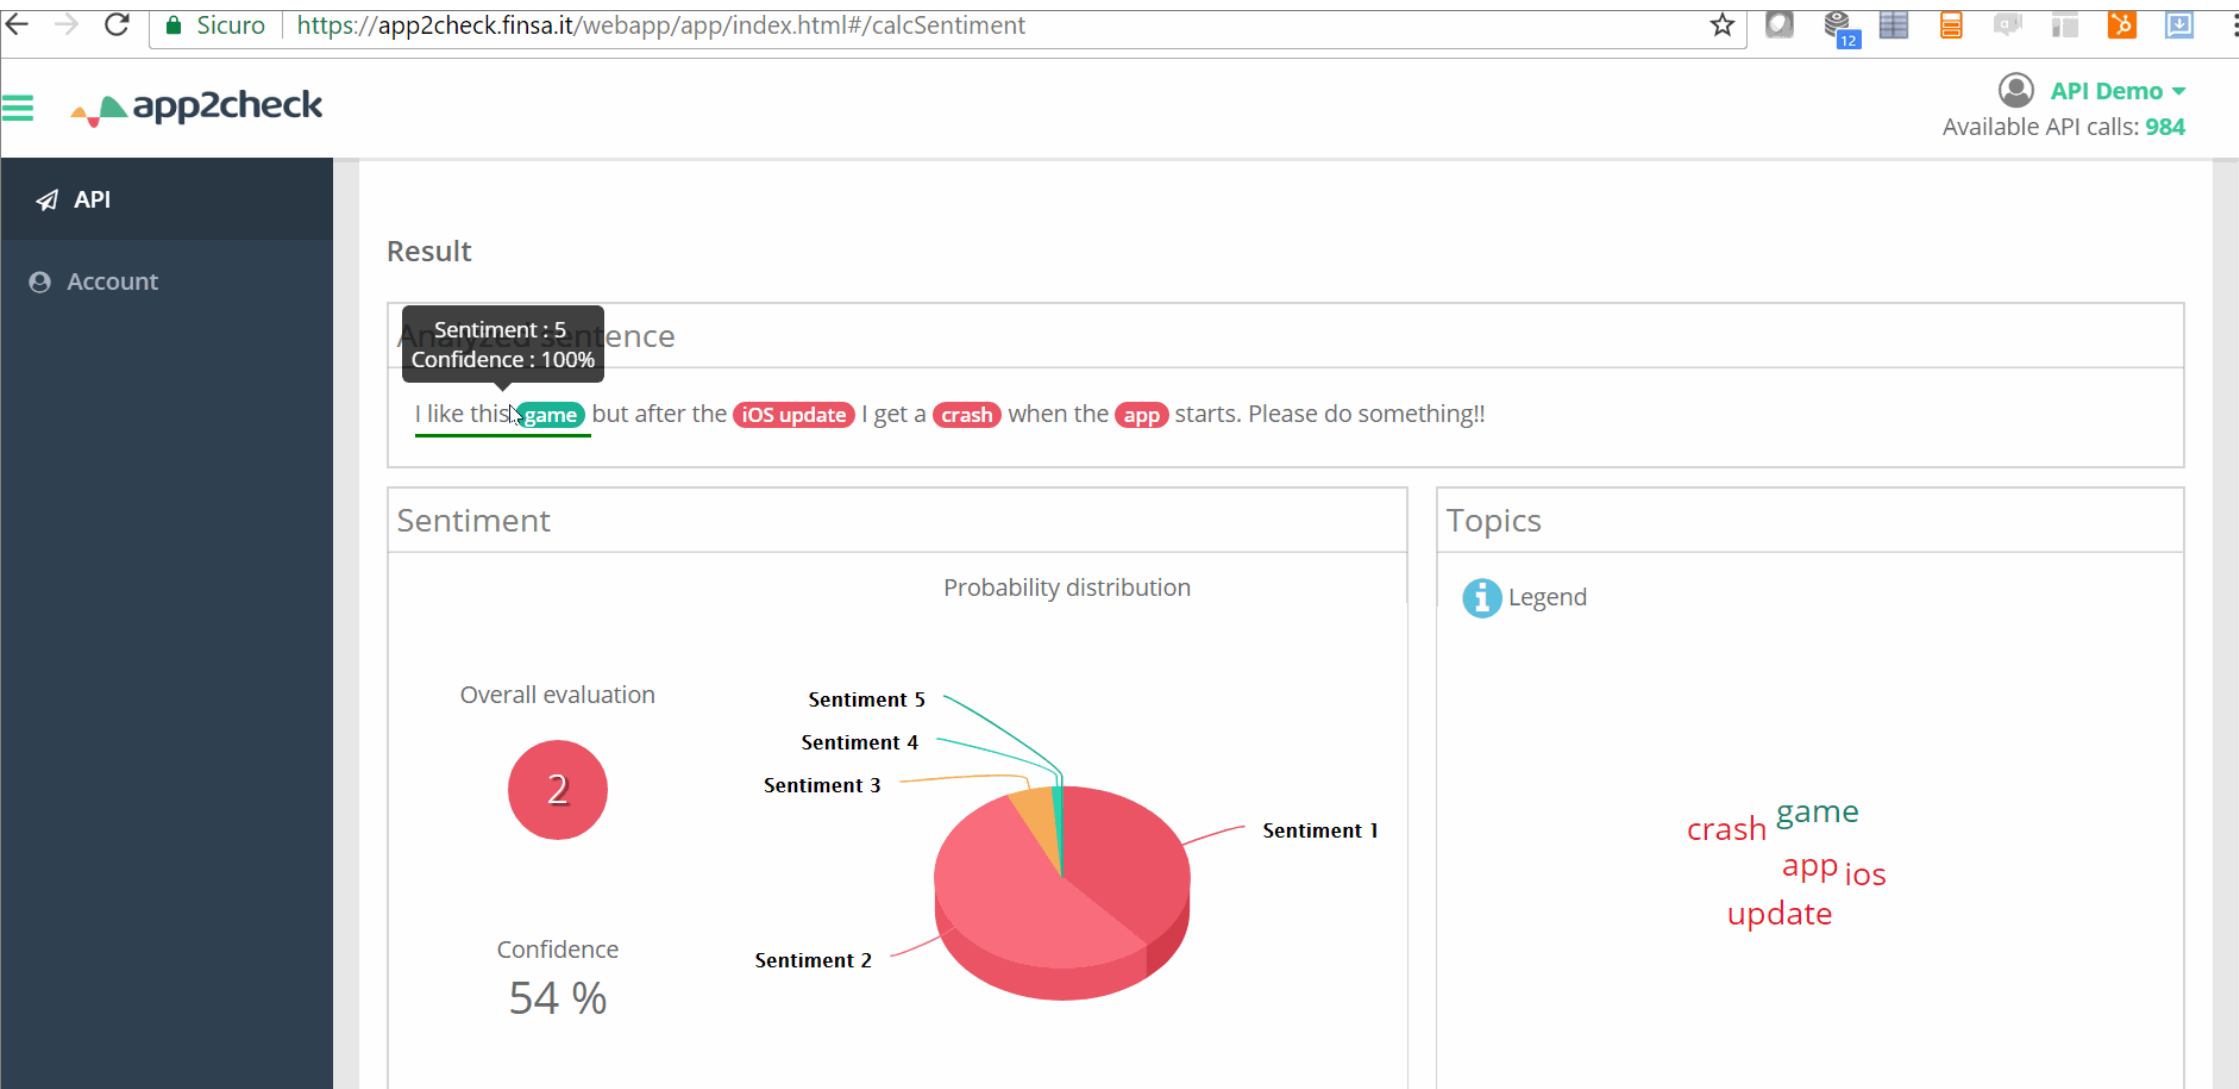 Sicuro https://app2check.finsa.it/webapp/app/index.html#/calcSentiment
12
app2check
API Demo
Available API calls: 984
API
Account
Result
Analyzed sentence
Sentiment : 5
Confidence : 100%
I like this game but after the iOS update I get a crash when the app starts. Please do something!!
Sentiment
Topics
Probability distribution
Legend
Overall evaluation
2
Confidence
54 %
Sentiment 5
Sentiment 4
Sentiment 3
Sentiment 1
Sentiment 2
game
crash
app
ios
update